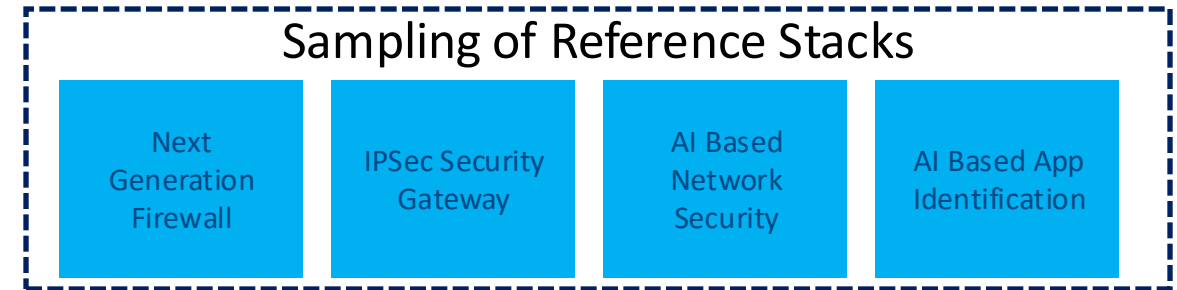 Sampling of Reference Stacks
Next
Generation
Firewall
IPSec Security
Gateway
AI Based
Network
Security
AI Based App
Identification